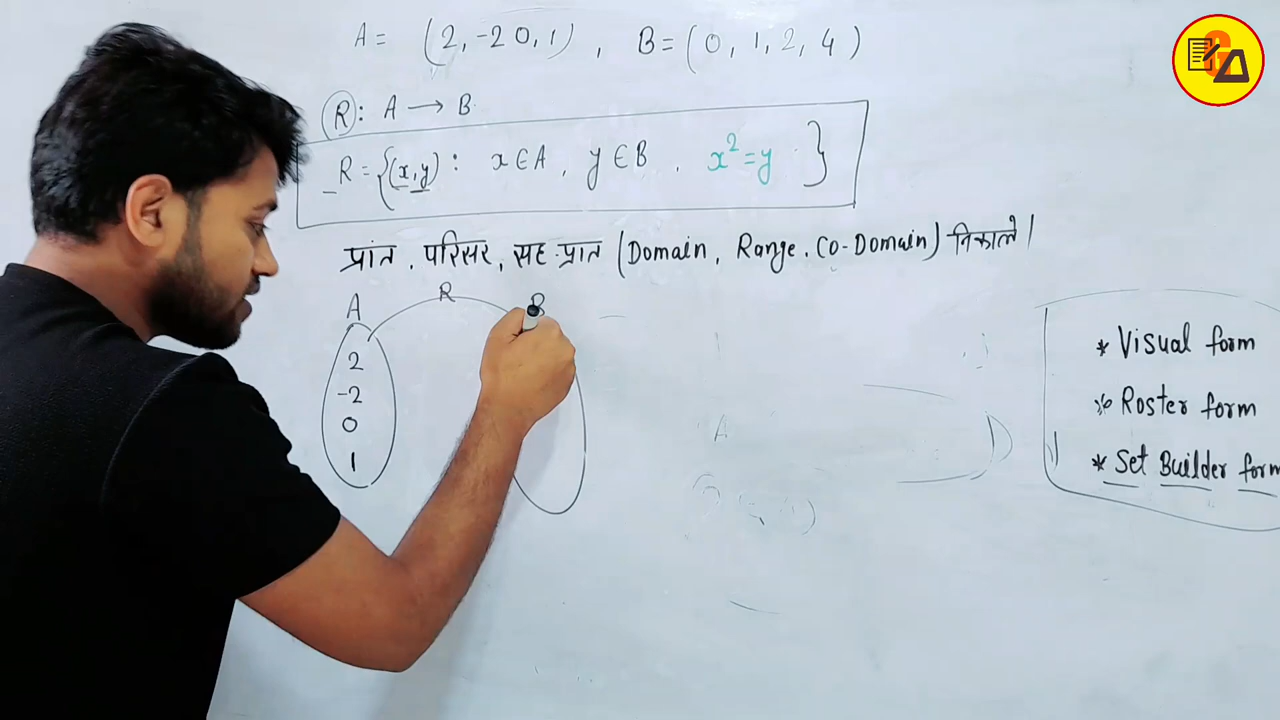 A = (2, -2 0, 1) , B = (0, 1, 2, 4)
R : A → B
R = {(x, y) : x ∈ A , y ∈ B , x² = y }
प्रांत , परिसर, सह-प्रांत (Domain, Range, Co-Domain) निकाले।
A R B
2
-2
0
1
* Visual form
* Roster form
* Set Builder form